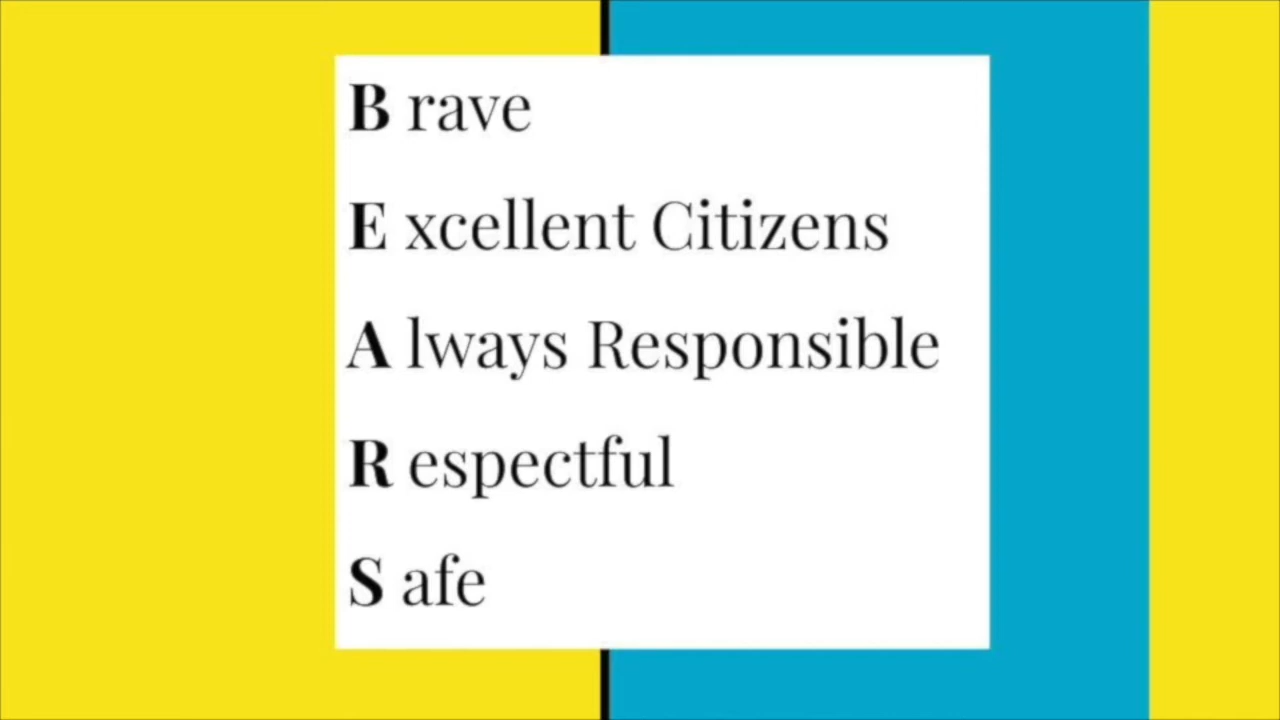 B rave
E xcellent Citizens
A lways Responsible
R espectful
S afe